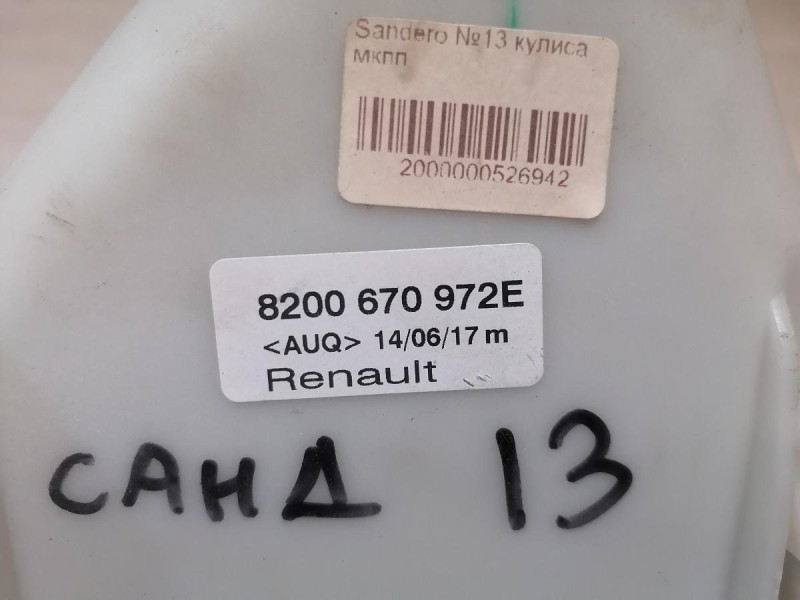 Sandero №13 кулиса
мкпп
2000000526942
8200 670 972E
<AUQ> 14/06/17 m
Renault
САНД 13